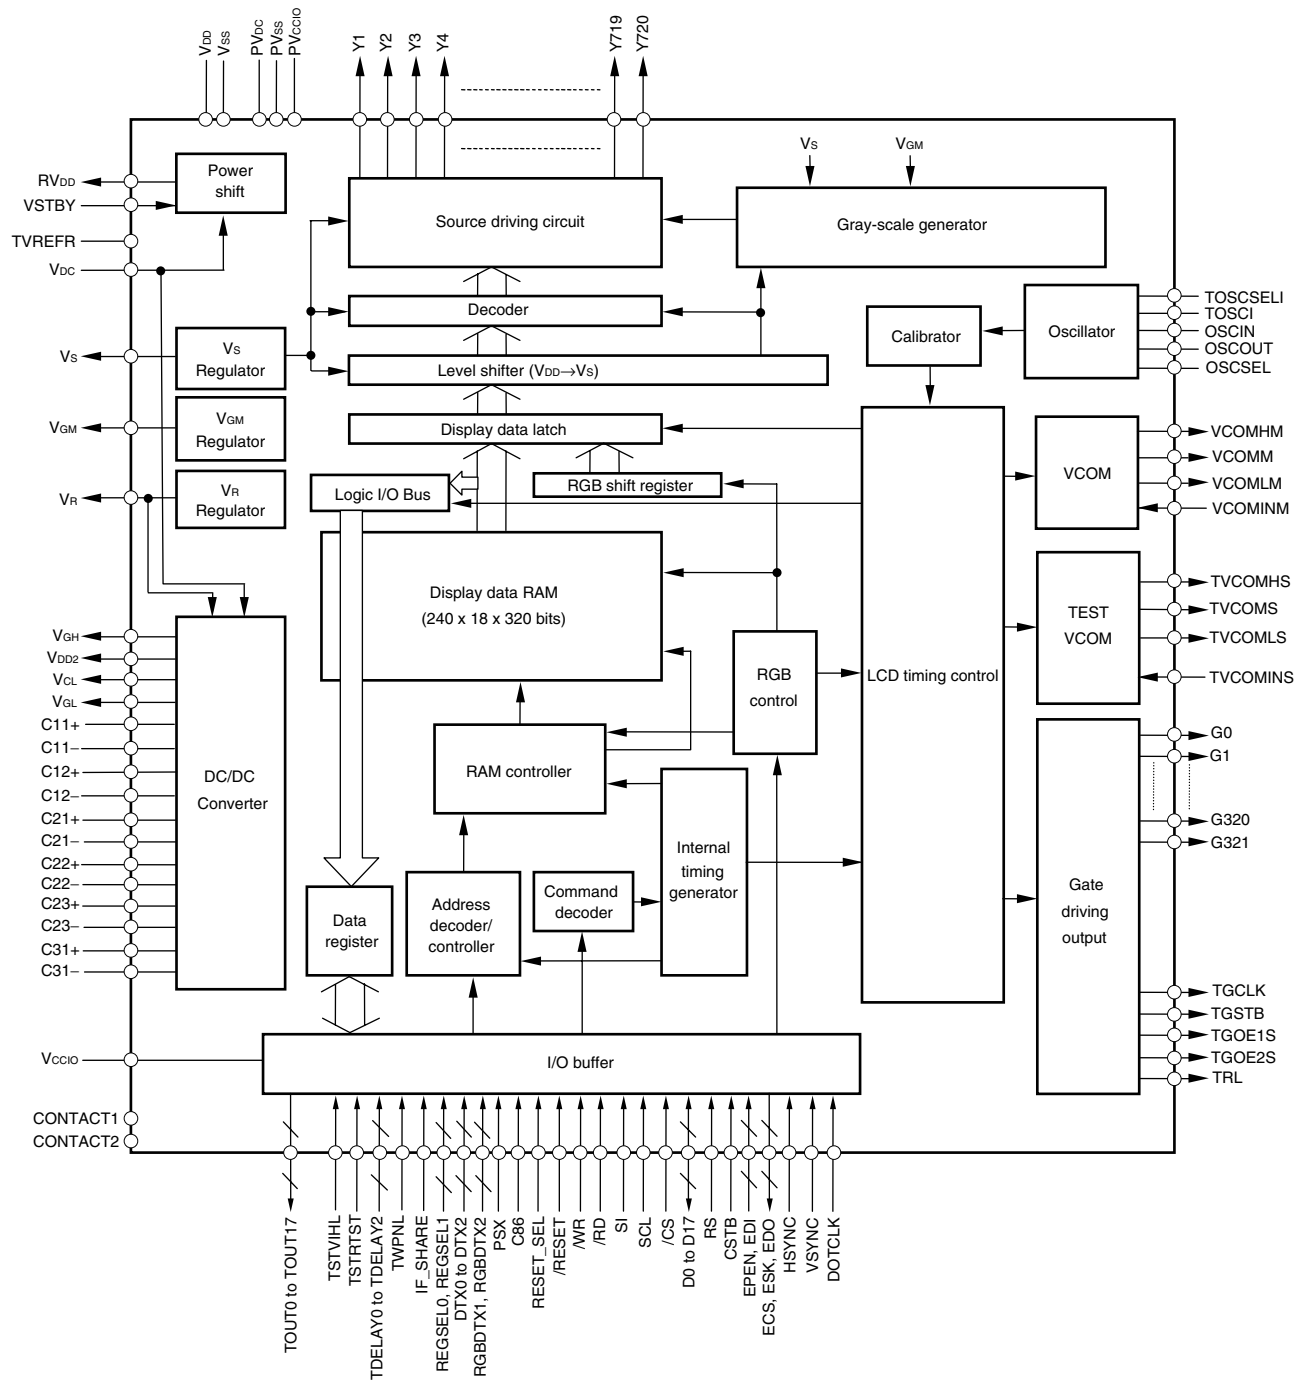 VDD
VSS
PVDC
PVSS
PVCCIO
Y1
Y2
Y3
Y4
Y719
Y720
Power
shift
RVDD
VSTBY
TVREFR
VDC
VS
VGM
Source driving circuit
Gray-scale generator
Decoder
Calibrator
Oscillator
TOSCSELI
TOSCI
OSCIN
OSCOUT
OSCSEL
VS
VS
Regulator
Level shifter (VDD→VS)
VGM
VGM
Regulator
Display data latch
RGB shift register
Logic I/O Bus
VR
VR
Regulator
VCOM
VCOMHM
VCOMM
VCOMLM
VCOMINM
Display data RAM
(240 x 18 x 320 bits)
TEST
VCOM
TVCOMHS
TVCOMS
TVCOMLS
TVCOMINS
RGB
control
LCD timing control
VGH
VDD2
VCL
VGL
C11+
C11−
C12+
C12−
C21+
C21−
C22+
C22−
C23+
C23−
C31+
C31−
DC/DC
Converter
RAM controller
Internal
timing
generator
Command
decoder
Address
decoder/
controller
Data
register
Gate
driving
output
G0
G1
G320
G321
TGCLK
TGSTB
TGOE1S
TGOE2S
TRL
VCCIO
I/O buffer
CONTACT1
CONTACT2
TOUT0 to TOUT17
TSTVIHL
TSTRTST
TDELAY0 to TDELAY2
TWPNL
IF_SHARE
REGSEL0, REGSEL1
DTX0 to DTX2
RGBDTX1, RGBDTX2
PSX
C86
RESET_SEL
/RESET
/WR
/RD
SI
SCL
/CS
D0 to D17
RS
CSTB
EPEN, EDI
ECS, ESK, EDO
HSYNC
VSYNC
DOTCLK